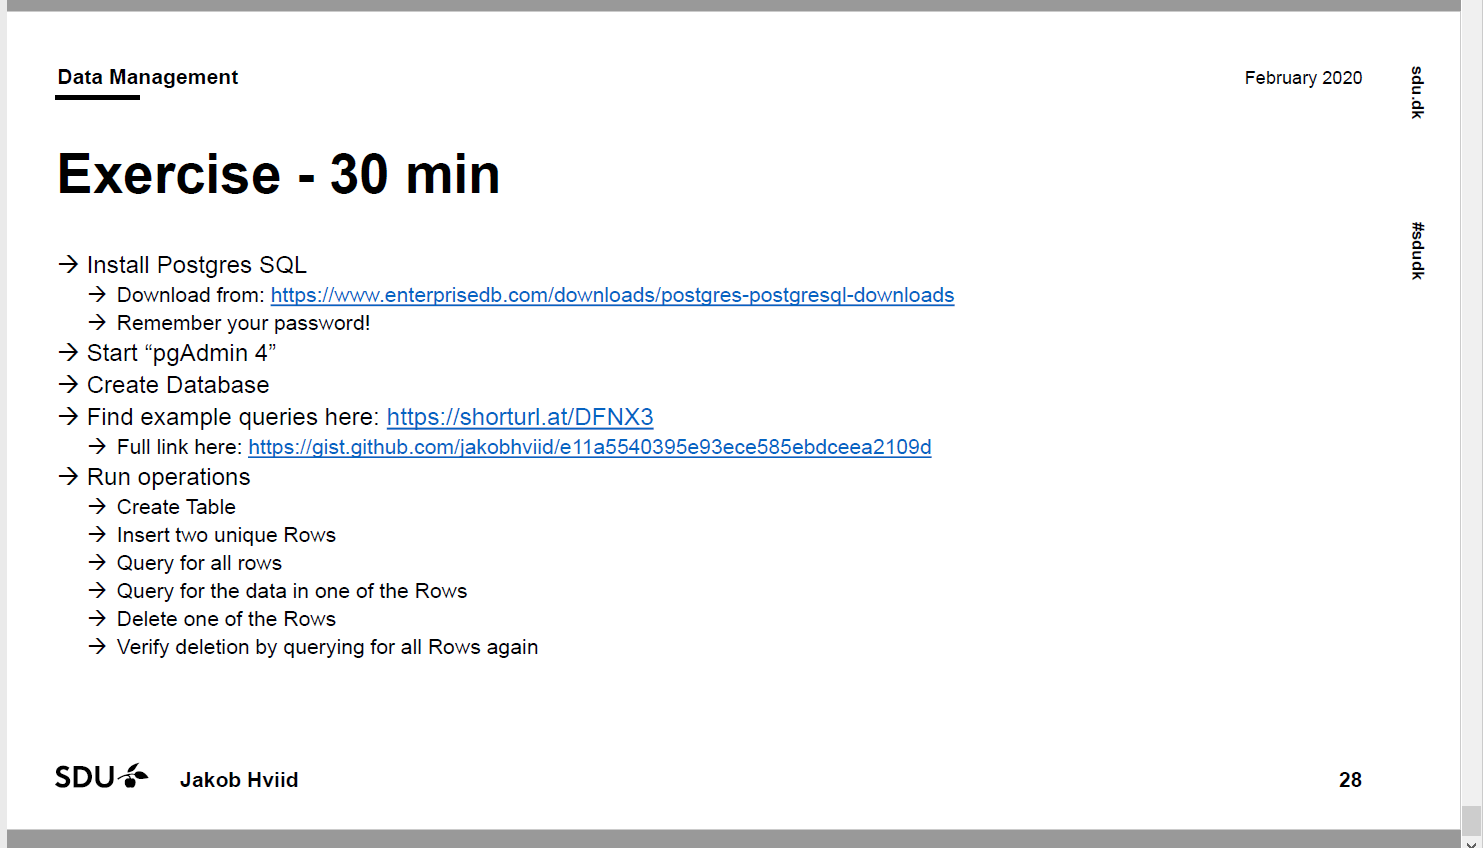 Data Management
February 2020
sdu.dk
Exercise - 30 min
#sdudk
→ Install Postgres SQL
→ Download from: https://www.enterprisedb.com/downloads/postgres-postgresql-downloads
→ Remember your password!
→ Start “pgAdmin 4”
→ Create Database
→ Find example queries here: https://shorturl.at/DFNX3
→ Full link here: https://gist.github.com/jakobhviid/e11a5540395e93ece585ebdceea2109d
→ Run operations
→ Create Table
→ Insert two unique Rows
→ Query for all rows
→ Query for the data in one of the Rows
→ Delete one of the Rows
→ Verify deletion by querying for all Rows again
SDU
Jakob Hviid
28